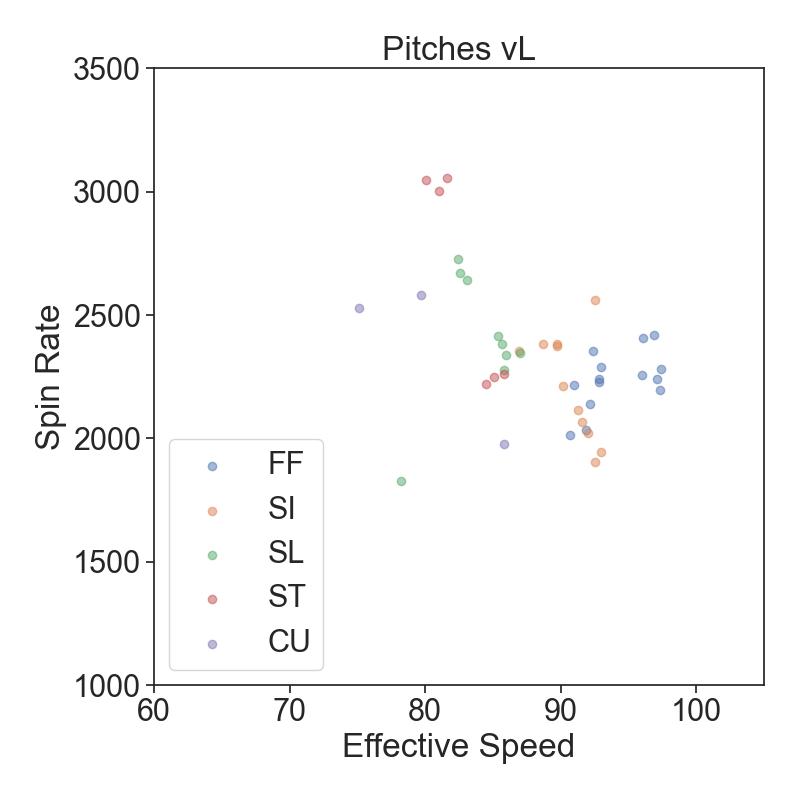 Pitches vL
3500
3000
2500
2000
1500
1000
Spin Rate
FF
SI
SL
ST
CU
60 70 80 90 100
Effective Speed